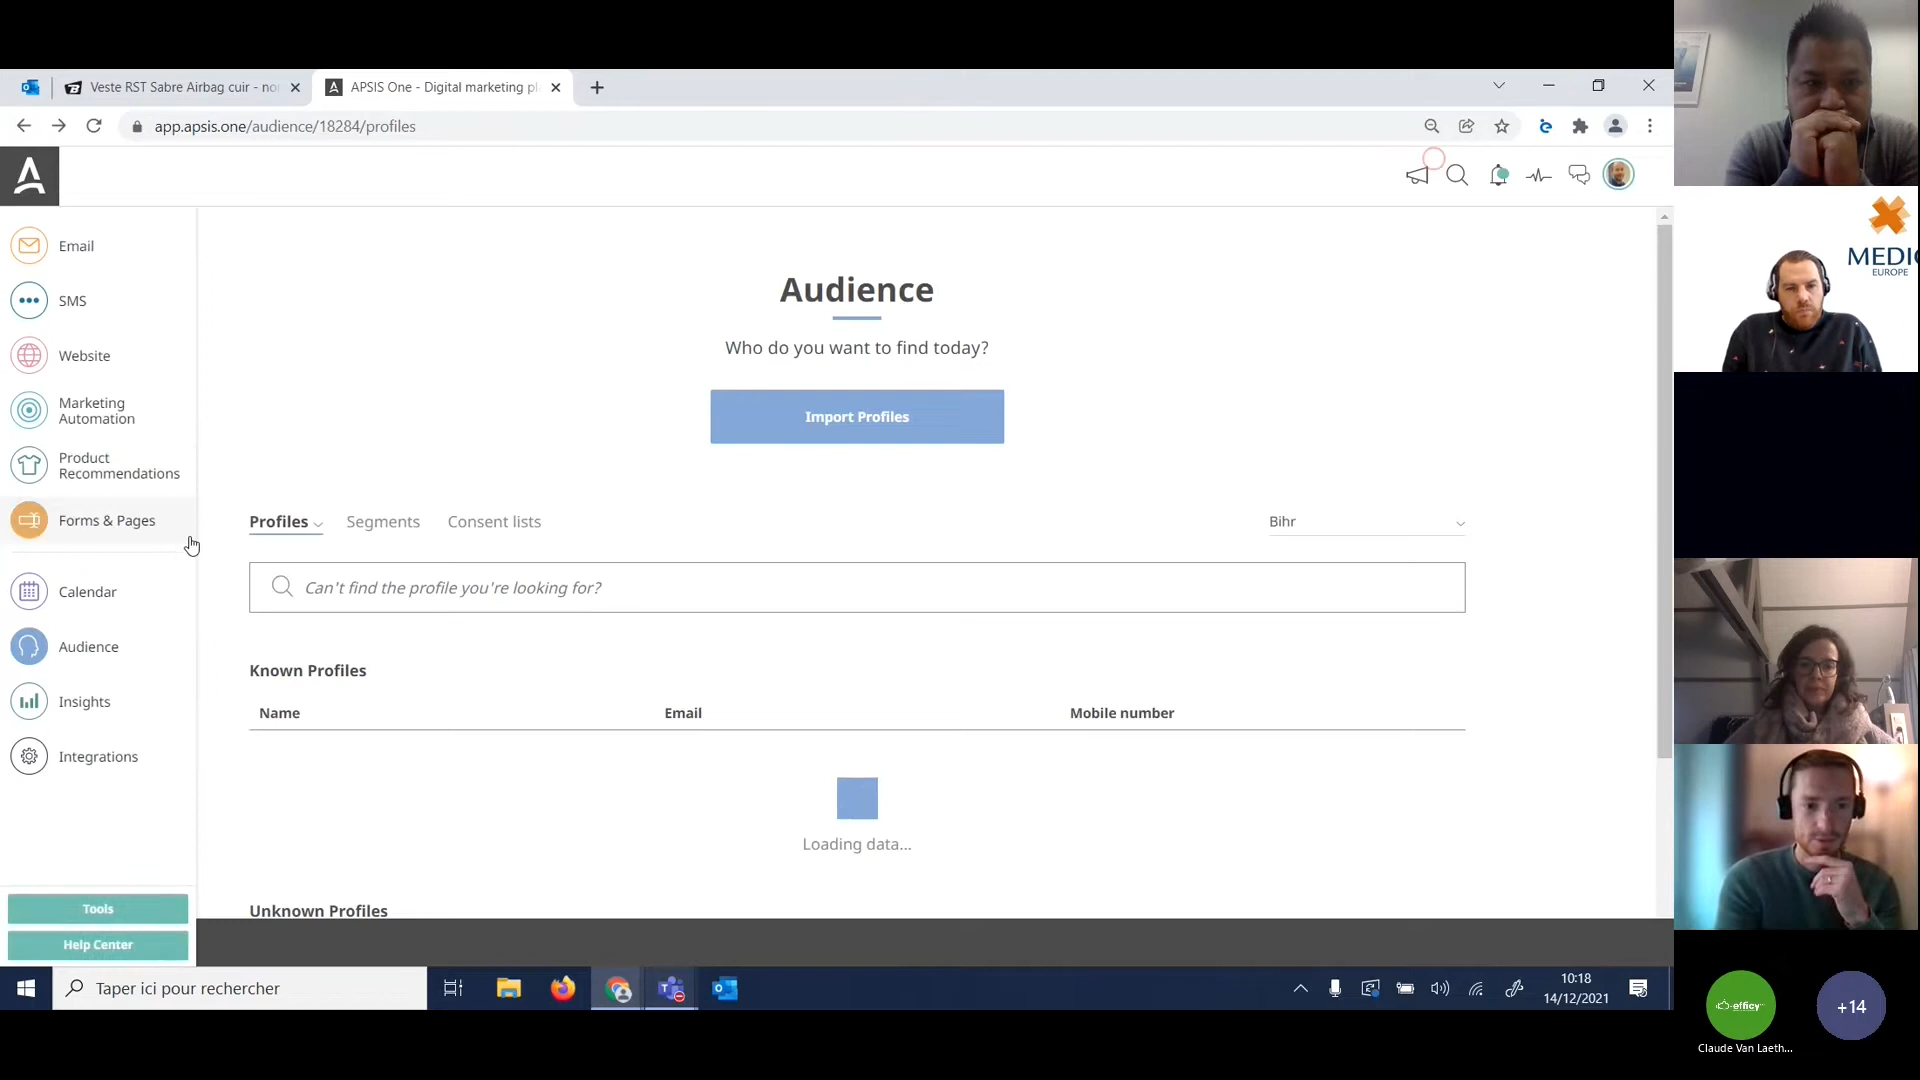 Veste RST Sabre Airbag cuir - no
APSIS One - Digital marketing pl
app.apsis.one/audience/18284/profiles
Email
SMS
Website
Marketing
Automation
Product
Recommendations
Forms & Pages
Calendar
Audience
Insights
Integrations
Tools
Help Center
Audience
Who do you want to find today?
Import Profiles
Profiles
Segments
Consent lists
Bihr
Can't find the profile you're looking for?
Known Profiles
Name
Email
Mobile number
Loading data...
Unknown Profiles
Taper ici pour rechercher
10:18
14/12/2021
MEDI
EUROPE
efficy
+14
Claude Van Laeth...